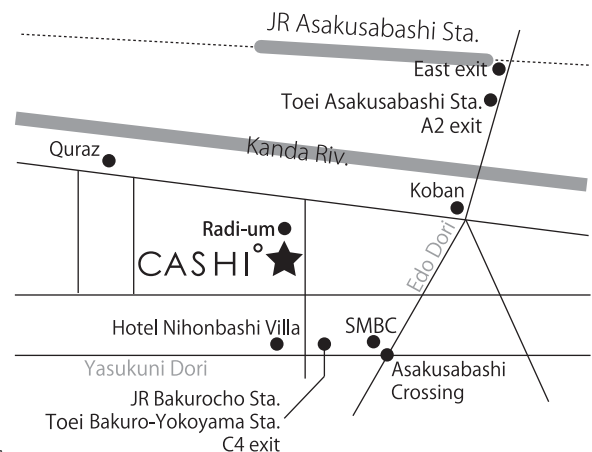 JR Asakusabashi Sta.
East exit
Toei Asakusabashi Sta.
A2 exit
Kanda Riv.
Quraz
Koban
Radi-um
CASHI°
Edo Dori
Hotel Nihonbashi Villa
SMBC
Yasukuni Dori
Asakusabashi
Crossing
JR Bakurocho Sta.
Toei Bakuro-Yokoyama Sta.
C4 exit